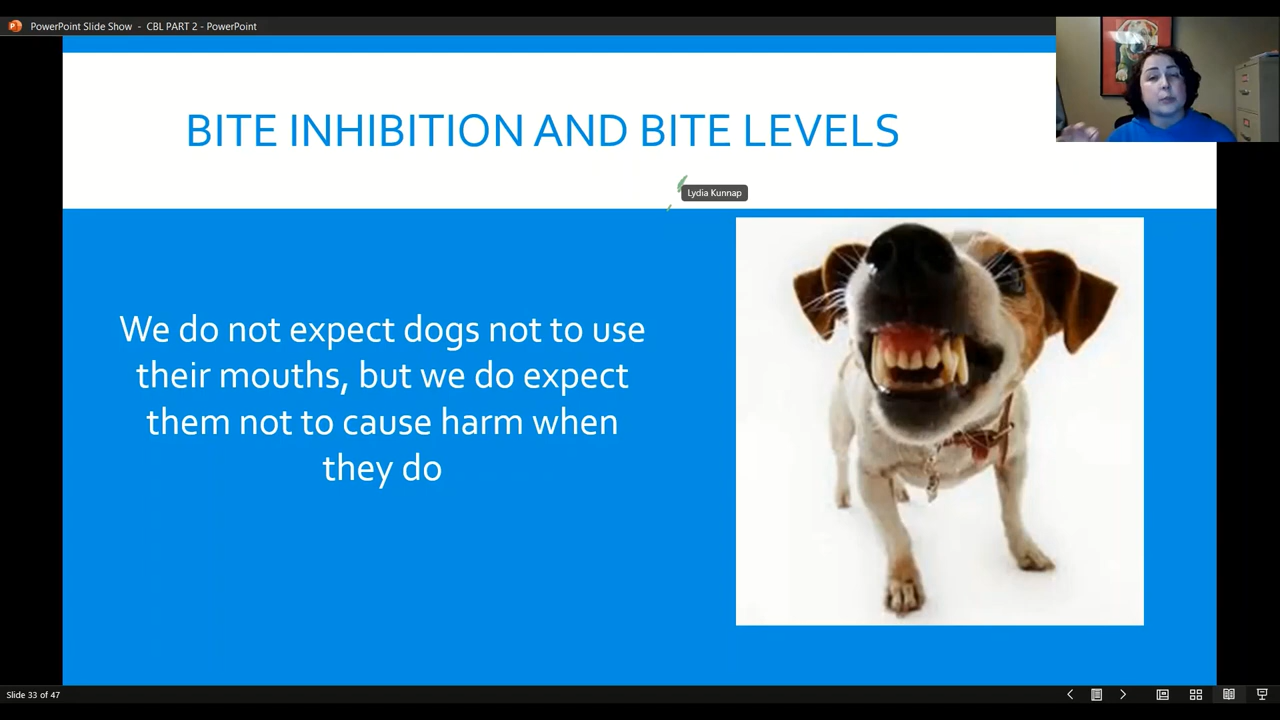 PowerPoint Slide Show - CBL PART 2 - PowerPoint
BITE INHIBITION AND BITE LEVELS
Lydia Kunnap
We do not expect dogs not to use
their mouths, but we do expect
them not to cause harm when
they do
Slide 33 of 47